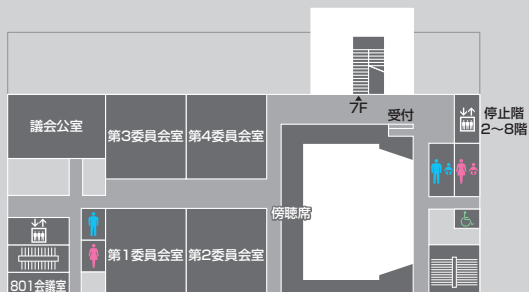 7F
受付
停止階
2〜8階
議会公室
第3委員会室
第4委員会室
傍聴席
第1委員会室
第2委員会室
801会議室